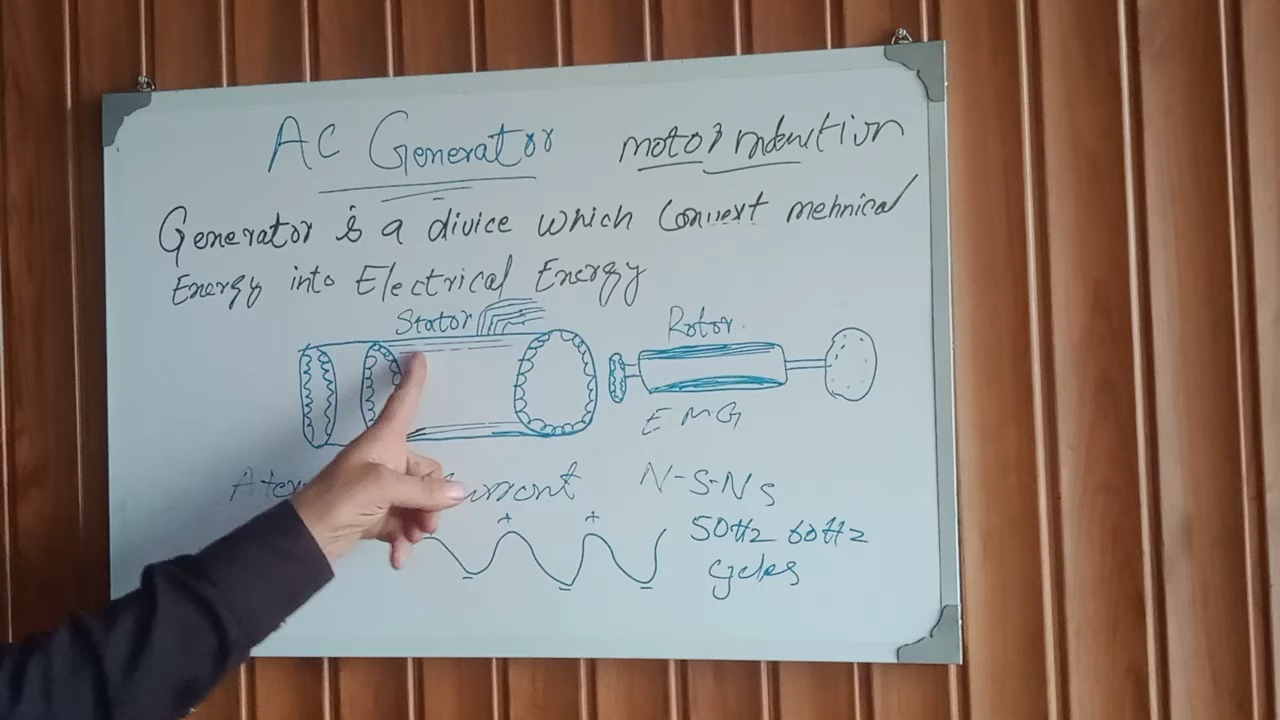 AC Generator motor induction
Generator is a divice which convert mehnical
Energy into Electrical Energy
Stator Rotor.
EMG
Current N-S-N S
+ +
50Hz 60Hz
cycles